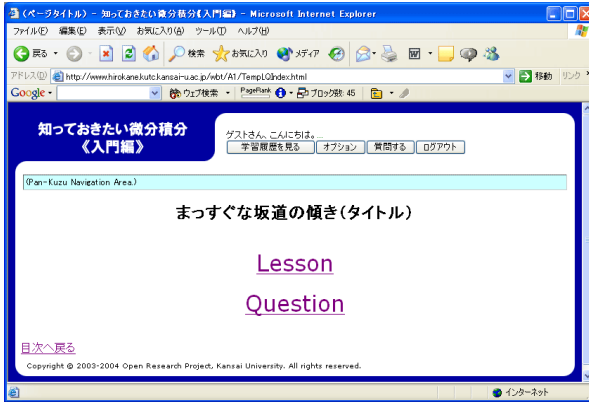 (ページタイトル) - 知っておきたい微分積分《入門編》 - Microsoft Internet Explorer
ファイル(F) 編集(E) 表示(V) お気に入り(A) ツール(T) ヘルプ(H)
戻る 検索 お気に入り メディア
アドレス(D) http://www.hirokane.kutc.kansai-u.ac.jp/wbt/A1/TempLQIndex.html 移動 リンク »
Google ウェブ検索 PageRank ブロック数: 45
知っておきたい微分積分
《入門編》
ゲストさん、こんにちは。...
学習履歴を見る オプション 質問する ログアウト
(Pan-Kuzu Navigation Area.)
まっすぐな坂道の傾き(タイトル)
Lesson
Question
目次へ戻る
Copyright © 2003-2004 Open Research Project, Kansai University. All rights reserved.
インターネット